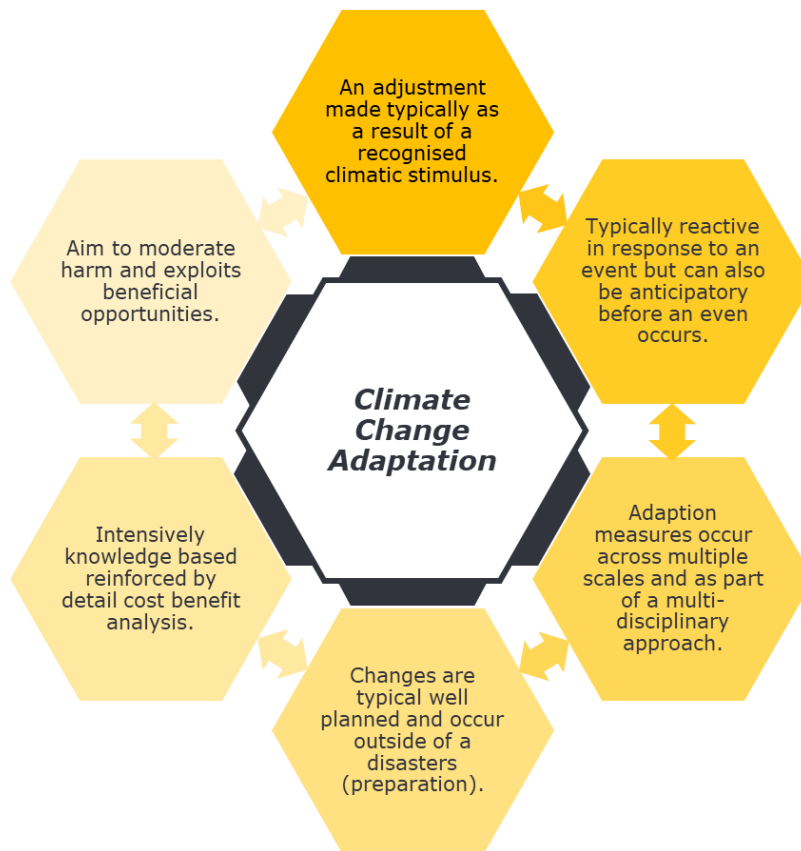 An adjustment
made typically as
a result of a
recognised
climatic stimulus.
Typically reactive
in response to an
event but can also
be anticipatory
before an even
occurs.
Adaption
measures occur
across multiple
scales and as part
of a multi-
disciplinary
approach.
Changes are
typical well
planned and occur
outside of a
disasters
(preparation).
Intensively
knowledge based
reinforced by
detail cost benefit
analysis.
Aim to moderate
harm and exploits
beneficial
opportunities.
Climate
Change
Adaptation